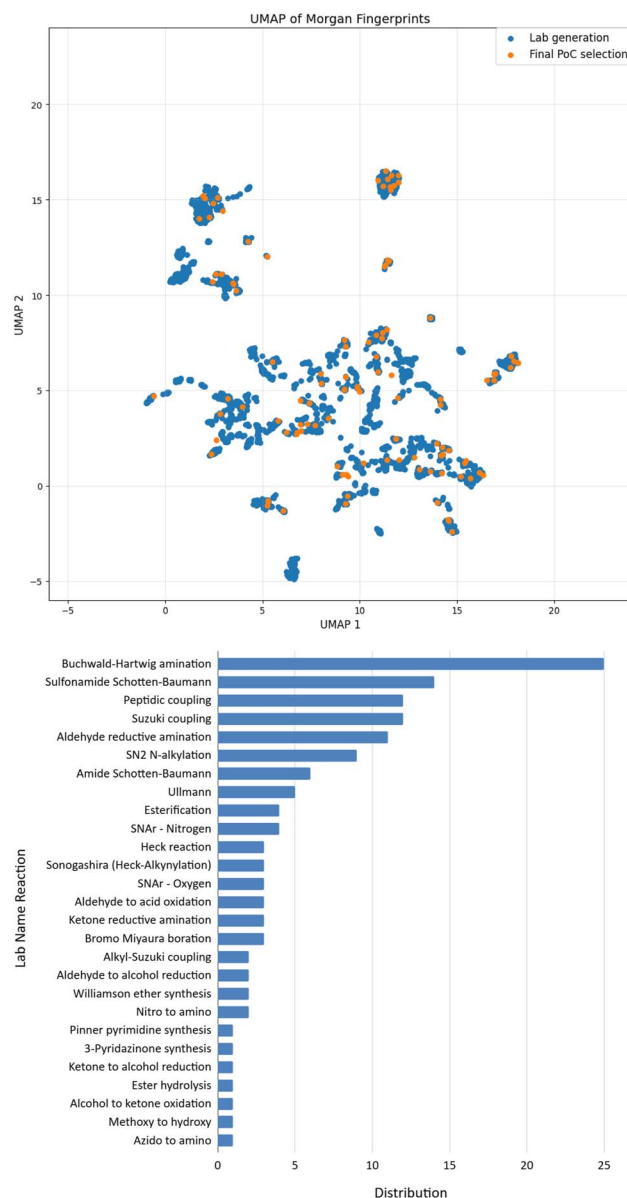 UMAP of Morgan Fingerprints
Lab generation
Final PoC selection
20
15
10
5
0
−5
UMAP 2
−5
0
5
10
15
20
UMAP 1
Buchwald-Hartwig amination
Sulfonamide Schotten-Baumann
Peptidic coupling
Suzuki coupling
Aldehyde reductive amination
SN2 N-alkylation
Amide Schotten-Baumann
Ullmann
Esterification
SNAr - Nitrogen
Heck reaction
Sonogashira (Heck-Alkynylation)
SNAr - Oxygen
Aldehyde to acid oxidation
Ketone reductive amination
Bromo Miyaura boration
Alkyl-Suzuki coupling
Aldehyde to alcohol reduction
Williamson ether synthesis
Nitro to amino
Pinner pyrimidine synthesis
3-Pyridazinone synthesis
Ketone to alcohol reduction
Ester hydrolysis
Alcohol to ketone oxidation
Methoxy to hydroxy
Azido to amino
Lab Name Reaction
0
5
10
15
20
25
Distribution